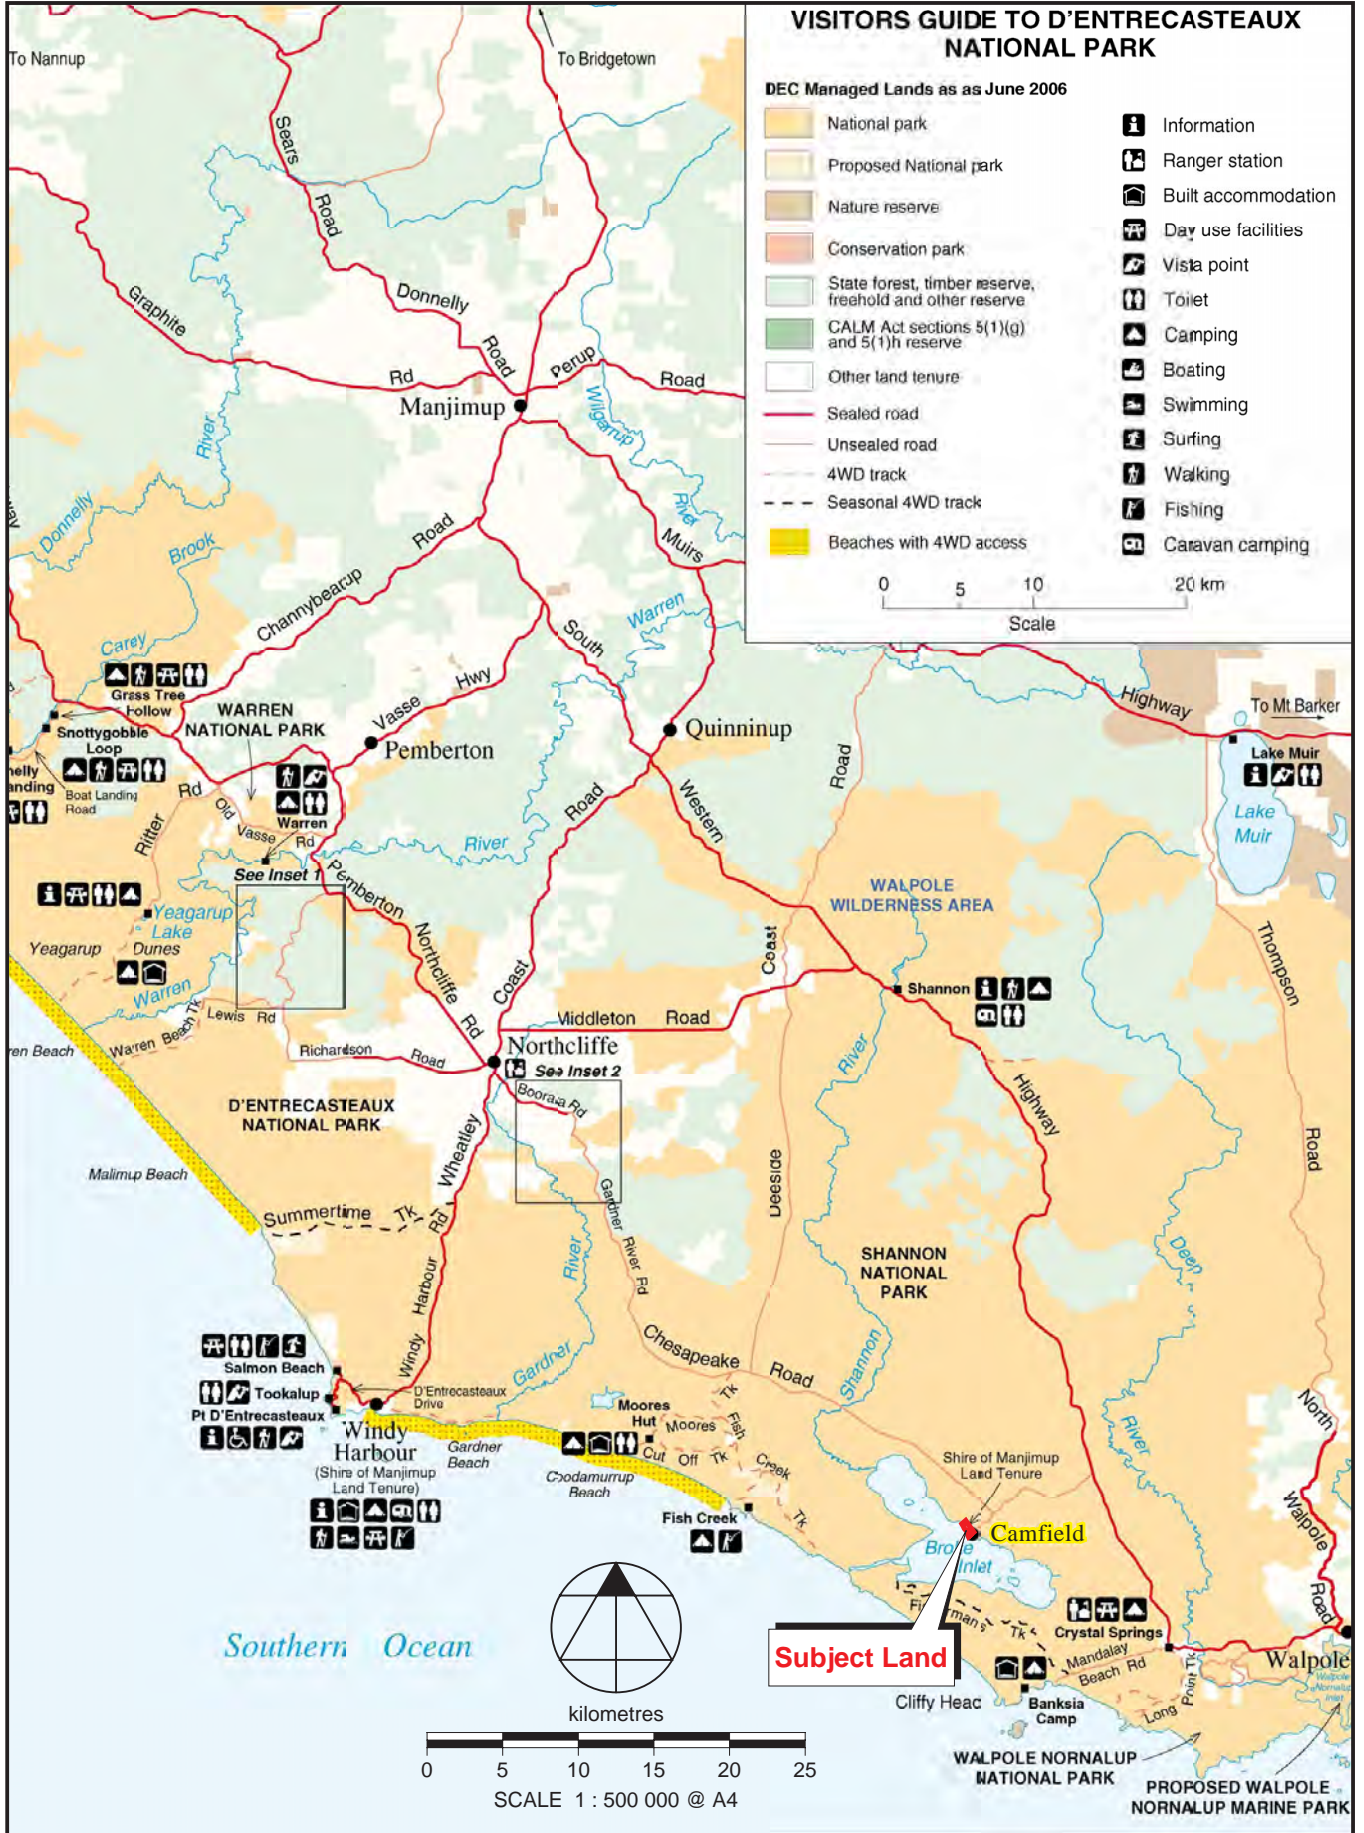 VISITORS GUIDE TO D'ENTRECASTEAUX
NATIONAL PARK
DEC Managed Lands as as June 2006
National park
Proposed National park
Nature reserve
Conservation park
State forest, timber reserve,
freehold and other reserve
CALM Act sections 5(1)(g)
and 5(1)h reserve
Other land tenure
Sealed road
Unsealed road
4WD track
Seasonal 4WD track
Beaches with 4WD access
Information
Ranger station
Built accommodation
Day use facilities
Vista point
Toilet
Camping
Boating
Swimming
Surfing
Walking
Fishing
Caravan camping
0 5 10 20 km
Scale
To Nannup
To Bridgetown
Sears
Road
Donnelly
Road
Graphite
Rd
Perup
Road
Manjimup
Wilgarrup
River
River
Donnelly
Brook
Carey
Muirs
Channybearup
Road
South
Warren
Vasse
Hwy
Grass Tree
Hollow
WARREN
NATIONAL PARK
Snottygobble
Loop
Pemberton
Quinninup
Highway
To Mt Barker
Lake Muir
Lake
Muir
nelly
anding
Boat Landing
Road
Rd
Ritter
Old
Vasse
Rd
Warren
See Inset 1
River
Road
Western
Road
Pemberton
Northcliffe
Rd
Yeagarup
Lake
Yeagarup Dunes
Warren
WALPOLE
WILDERNESS AREA
Coast
Coast
Thompson
Road
Shannon
Lewis Rd
Warren Beach Tk
ren Beach
Richardson
Road
Middleton Road
Northcliffe
See Inset 2
Boorara Rd
River
Highway
D'ENTRECASTEAUX
NATIONAL PARK
Wheatley
Malimup Beach
Summertime Tk
Rd
Harbour
Windy
Gardner River Rd
River
Gardner
Deeside
SHANNON
NATIONAL
PARK
Deep
River
Chesapeake Road
Shannon
North
Walpole
Road
Salmon Beach
Tookalup
Pt D'Entrecasteaux
D'Entrecasteaux
Drive
Windy
Harbour
(Shire of Manjimup
Land Tenure)
Gardner
Beach
Coodamurrup
Beach
Moores
Hut
Moores
Cut Off Tk
Tk
Fish
Creek
Tk
Fish Creek
Shire of Manjimup
Land Tenure
Camfield
Broke
Inlet
Fisherman's
Tk
Crystal Springs
Mandalay
Beach Rd
Walpole
Walpole
Nornalup
Inlet
Subject Land
Cliffy Head
Banksia
Camp
Long
Point Tk
WALPOLE NORNALUP
NATIONAL PARK
PROPOSED WALPOLE
NORNALUP MARINE PARK
Southern Ocean
kilometres
0 5 10 15 20 25
SCALE 1 : 500 000 @ A4